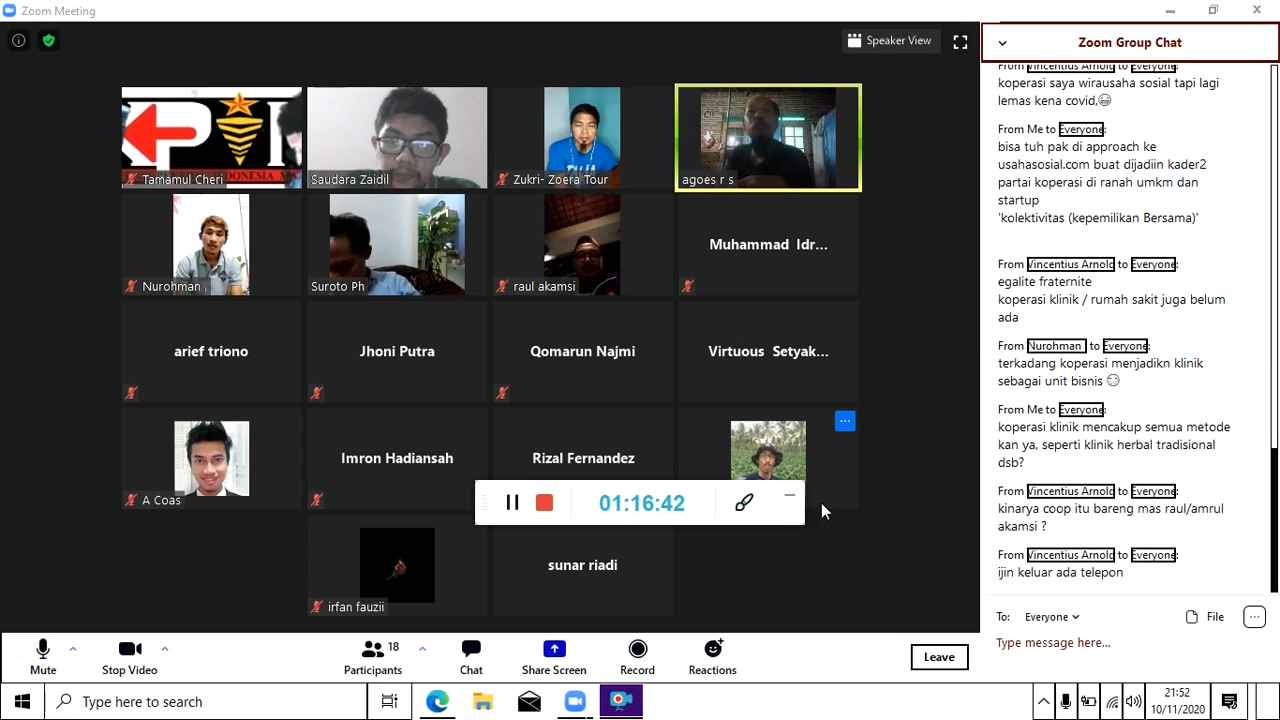 Zoom Meeting
Speaker View
Zoom Group Chat
KPI
INDONESIA
Tamamul Cheri
Saudara Zaidil
Zukri- Zoera Tour
agoes r s
Nurohman .
Suroto Ph
raul akamsi
Muhammad Idr...
arief triono
Jhoni Putra
Qomarun Najmi
Virtuous Setyak...
A Coas
Imron Hadiansah
Rizal Fernandez
01:16:42
irfan fauzii
sunar riadi
From Vincentius Arnold to Everyone:
koperasi saya wirausaha sosial tapi lagi
lemas kena covid,😁
From Me to Everyone:
bisa tuh pak di approach ke
usahasosial.com buat dijadiin kader2
partai koperasi di ranah umkm dan
startup
'kolektivitas (kepemilikan Bersama)'
From Vincentius Arnold to Everyone:
egalite fraternite
koperasi klinik / rumah sakit juga belum
ada
From Nurohman to Everyone:
terkadang koperasi menjadikn klinik
sebagai unit bisnis 😏
From Me to Everyone:
koperasi klinik mencakup semua metode
kan ya, seperti klinik herbal tradisional
dsb?
From Vincentius Arnold to Everyone:
kinarya coop itu bareng mas raul/amrul
akamsi ?
From Vincentius Arnold to Everyone:
ijin keluar ada telepon
To: Everyone
File
Type message here...
Mute
Stop Video
18
Participants
Chat
Share Screen
Record
Reactions
Leave
Type here to search
21:52
10/11/2020